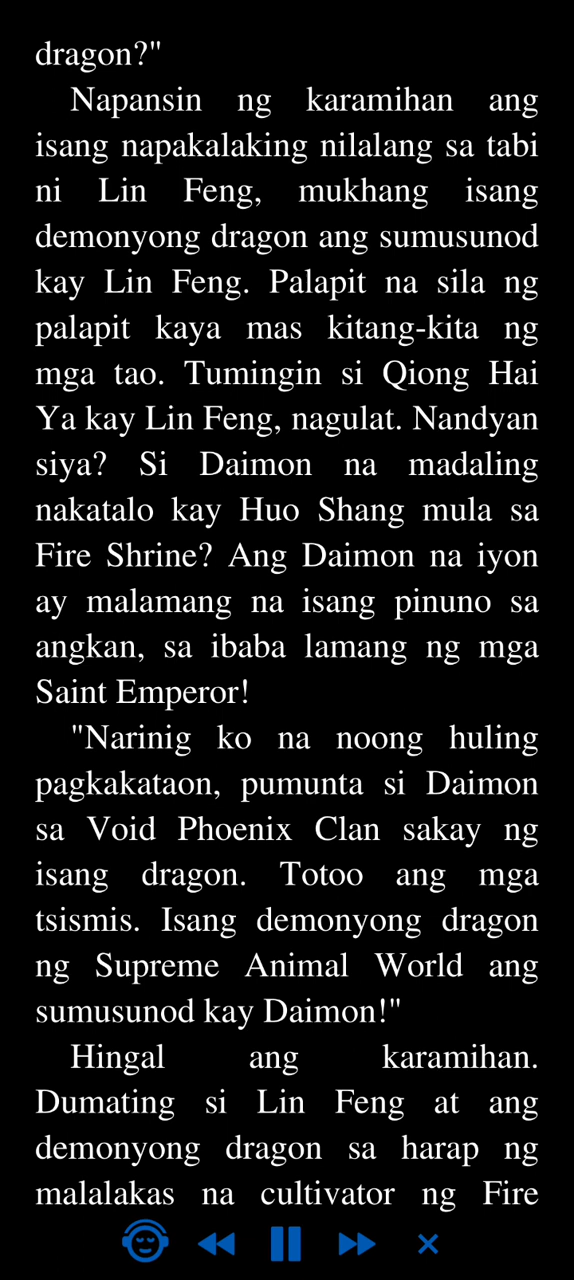 dragon?"
Napansin ng karamihan ang
isang napakalaking nilalang sa tabi
ni Lin Feng, mukhang isang
demonyong dragon ang sumusunod
kay Lin Feng. Palapit na sila ng
palapit kaya mas kitang-kita ng
mga tao. Tumingin si Qiong Hai
Ya kay Lin Feng, nagulat. Nandyan
siya? Si Daimon na madaling
nakatalo kay Huo Shang mula sa
Fire Shrine? Ang Daimon na iyon
ay malamang na isang pinuno sa
angkan, sa ibaba lamang ng mga
Saint Emperor!
"Narinig ko na noong huling
pagkakataon, pumunta si Daimon
sa Void Phoenix Clan sakay ng
isang dragon. Totoo ang mga
tsismis. Isang demonyong dragon
ng Supreme Animal World ang
sumusunod kay Daimon!"
Hingal ang karamihan.
Dumating si Lin Feng at ang
demonyong dragon sa harap ng
malalakas na cultivator ng Fire